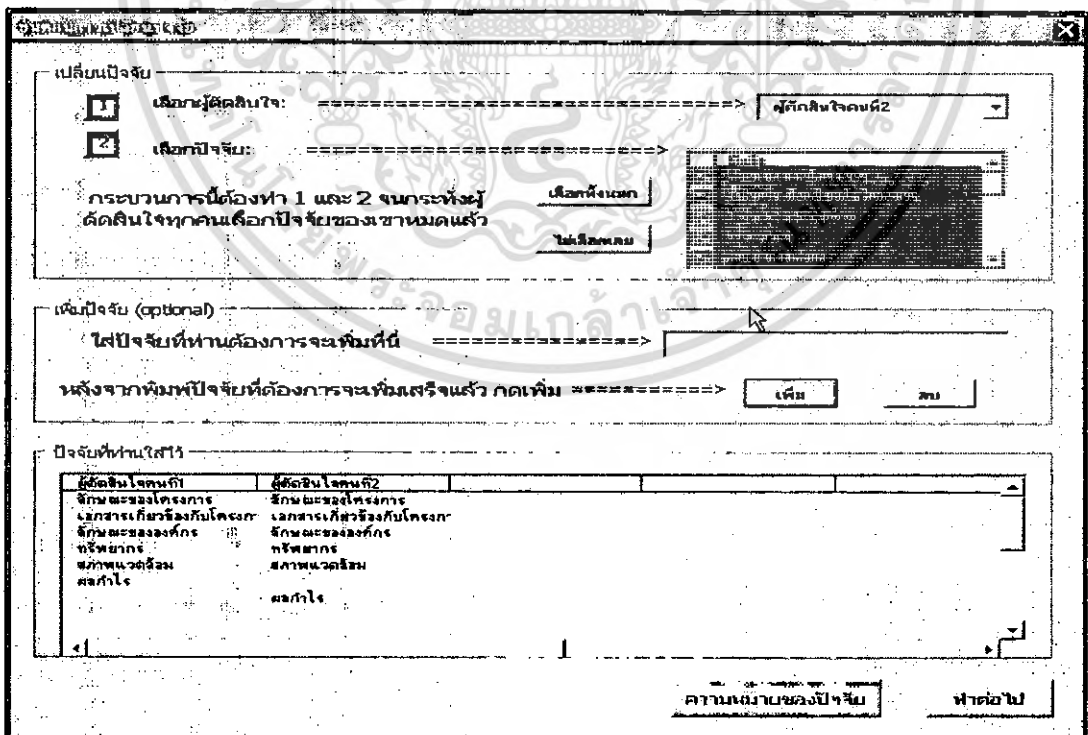 เปลี่ยนปัจจัย
1 เลือกผู้ตัดสินใจ: ====================================> ผู้ตัดสินใจคนที่2
2 เลือกปัจจัย: ===============================>
กระบวนการนี้ต้องทำ 1 และ 2 จนกระทั่งผู้
ตัดสินใจทุกคนเลือกปัจจัยของเขาหมดแล้ว
เลือกทั้งหมด
ไม่เลือกเลย
เพิ่มปัจจัย (optional)
ใส่ปัจจัยที่ท่านต้องการจะเพิ่มที่นี่ ==================>
หลังจากพิมพ์ปัจจัยที่ต้องการจะเพิ่มเสร็จแล้ว กดเพิ่ม =============> เพิ่ม ลบ
ปัจจัยที่ท่านใส่ไว้
ผู้ตัดสินใจคนที่1 ผู้ตัดสินใจคนที่2
ลักษณะของโครงการ ลักษณะของโครงการ
เอกสารเกี่ยวข้องกับโครงกา เอกสารเกี่ยวข้องกับโครงกา
ลักษณะขององค์กร ลักษณะขององค์กร
ทรัพยากร ทรัพยากร
สภาพแวดล้อม สภาพแวดล้อม
ผลกำไร
ผลกำไร
ความหมายของปัจจัย ทำต่อไป